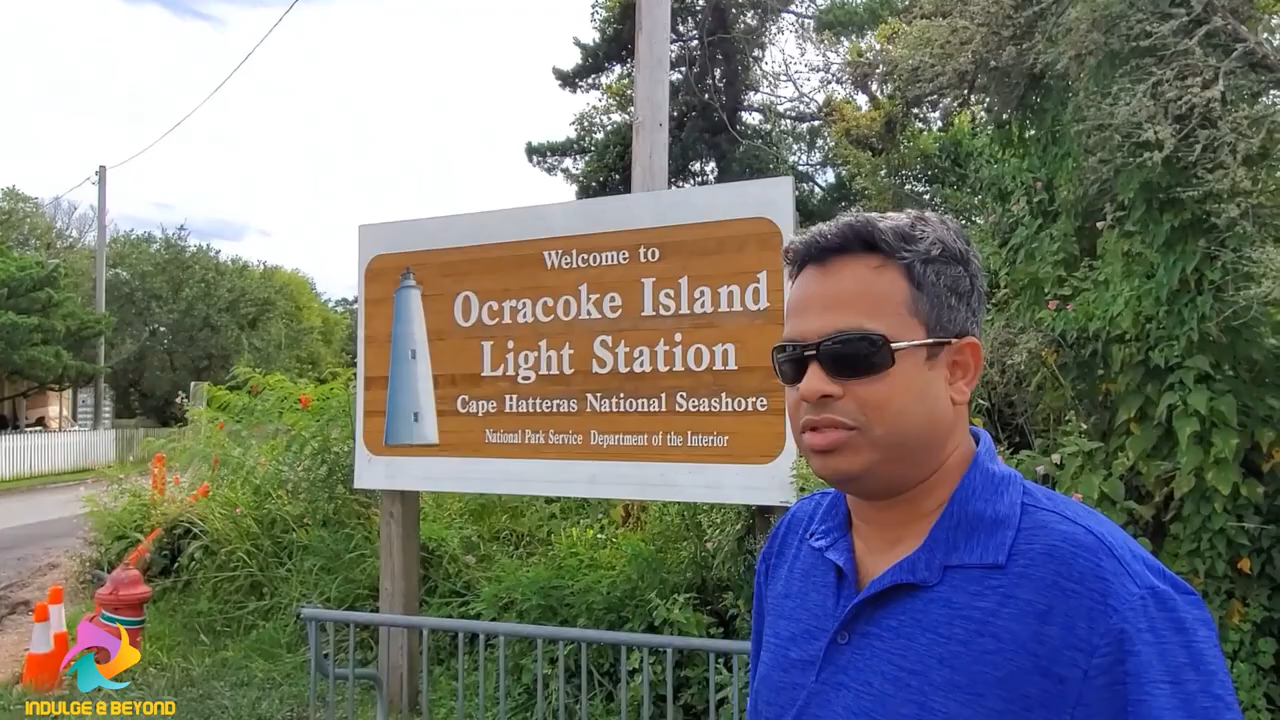 Welcome to
Ocracoke Island
Light Station
Cape Hatteras National Seashore
National Park Service Department of the Interior
INDULGE & BEYOND